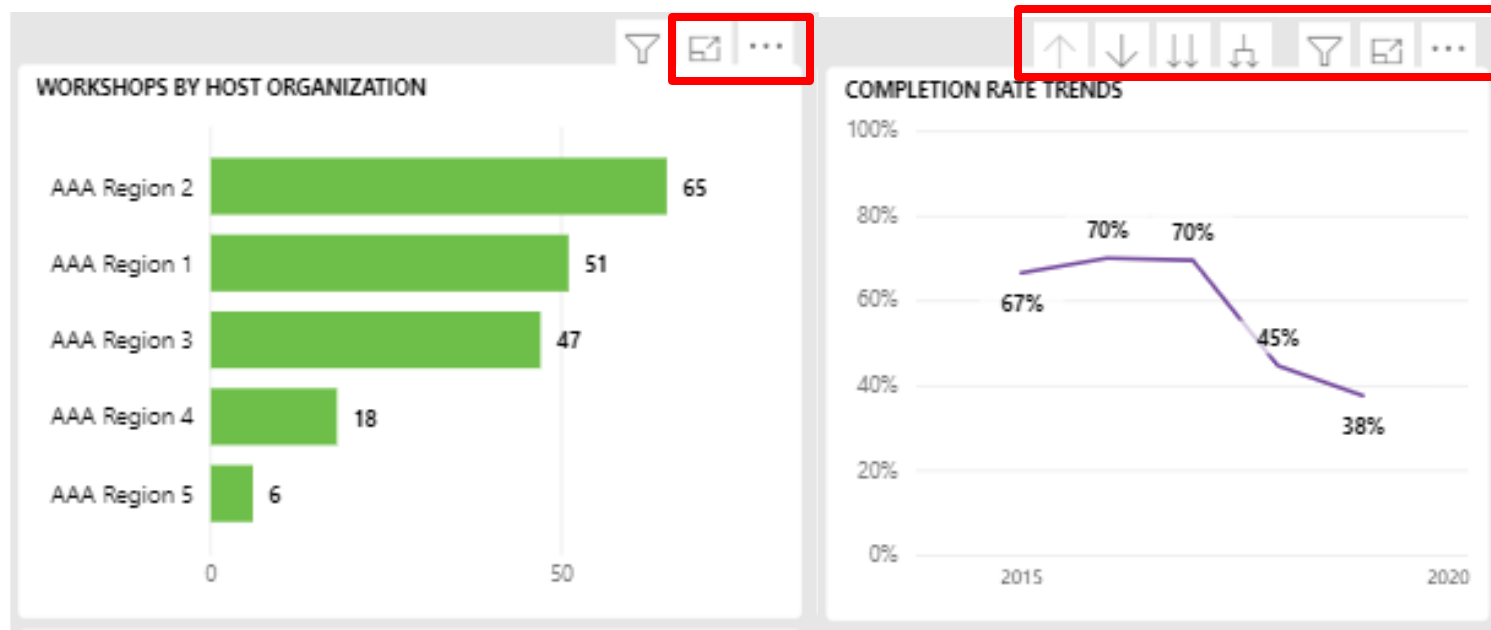 WORKSHOPS BY HOST ORGANIZATION
AAA Region 2 65
AAA Region 1 51
AAA Region 3 47
AAA Region 4 18
AAA Region 5 6
0 50
COMPLETION RATE TRENDS
100%
80%
70% 70%
60%
67%
45%
40%
38%
20%
0%
2015 2020